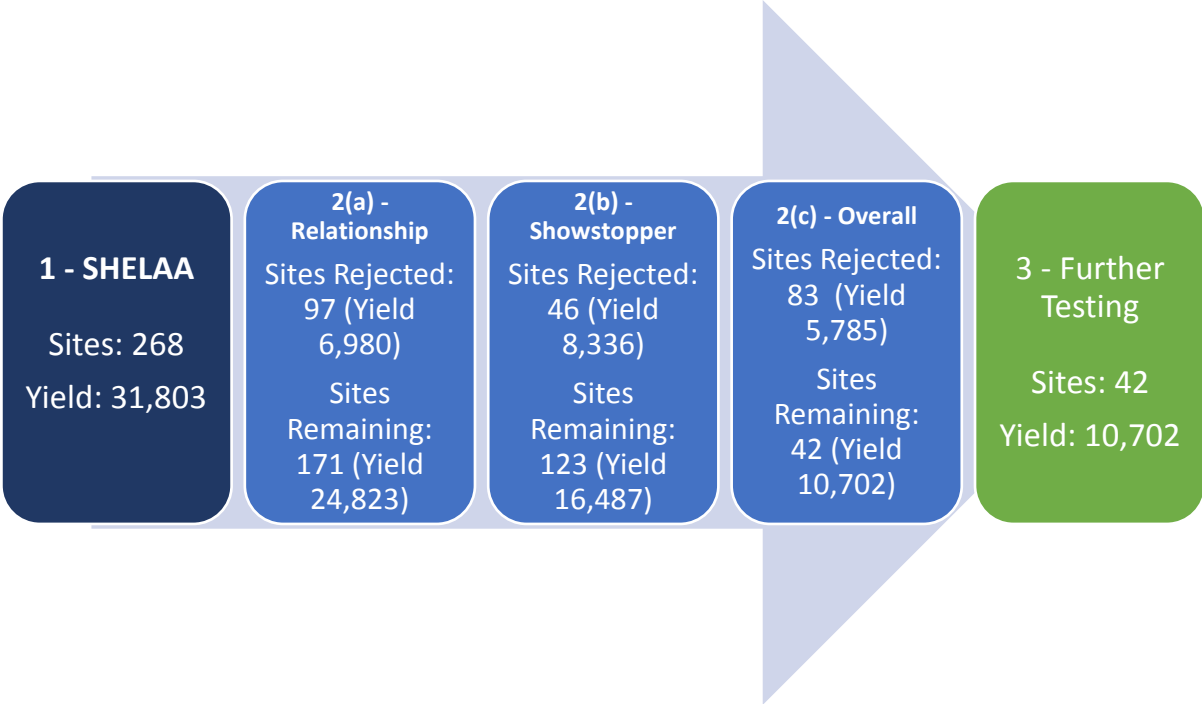 1 - SHELAA
Sites: 268
Yield: 31,803
2(a) -
Relationship
Sites Rejected:
97 (Yield
6,980)
Sites
Remaining:
171 (Yield
24,823)
2(b) -
Showstopper
Sites Rejected:
46 (Yield
8,336)
Sites
Remaining:
123 (Yield
16,487)
2(c) - Overall
Sites Rejected:
83  (Yield
5,785)
Sites
Remaining:
42 (Yield
10,702)
3 - Further
Testing
Sites: 42
Yield: 10,702